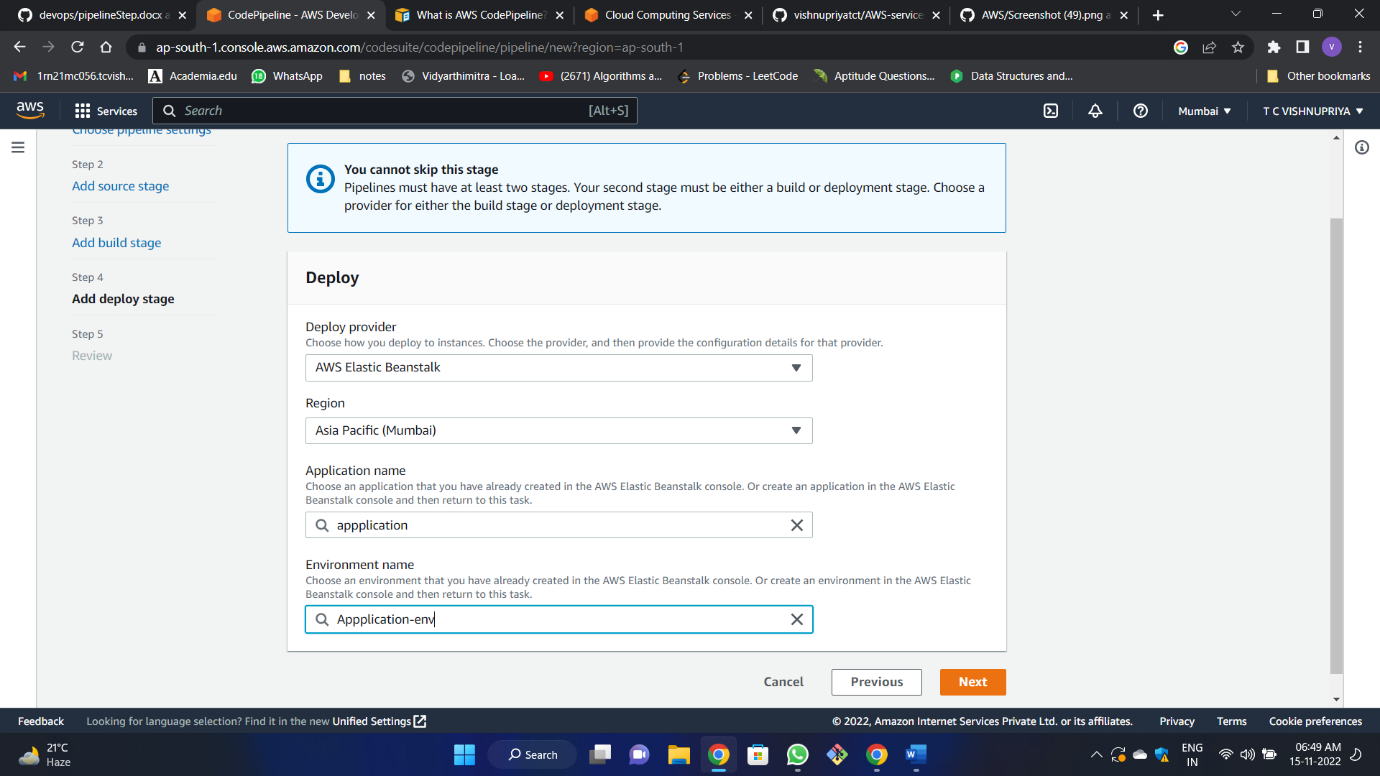 devops/pipelineStep.docx a
CodePipeline - AWS Develo
What is AWS CodePipeline?
Cloud Computing Services
vishnupriyatct/AWS-service
AWS/Screenshot (49).png a
ap-south-1.console.aws.amazon.com/codesuite/codepipeline/pipeline/new?region=ap-south-1
V
1rn21mc056.tcvish...
Academia.edu
WhatsApp
notes
Vidyarthimitra - Loa...
(2671) Algorithms a...
Problems - LeetCode
Aptitude Questions...
Data Structures and...
Other bookmarks
aws
Services
Search
[Alt+S]
Mumbai
T C VISHNUPRIYA
Choose pipeline settings
Step 2
Add source stage
Step 3
Add build stage
Step 4
Add deploy stage
Step 5
Review
You cannot skip this stage
Pipelines must have at least two stages. Your second stage must be either a build or deployment stage. Choose a
provider for either the build stage or deployment stage.
Deploy
Deploy provider
Choose how you deploy to instances. Choose the provider, and then provide the configuration details for that provider.
AWS Elastic Beanstalk
Region
Asia Pacific (Mumbai)
Application name
Choose an application that you have already created in the AWS Elastic Beanstalk console. Or create an application in the AWS Elastic
Beanstalk console and then return to this task.
appplication
Environment name
Choose an environment that you have already created in the AWS Elastic Beanstalk console. Or create an environment in the AWS Elastic
Beanstalk console and then return to this task.
Appplication-env
Cancel
Previous
Next
Feedback
Looking for language selection? Find it in the new Unified Settings
© 2022, Amazon Internet Services Private Ltd. or its affiliates.
Privacy
Terms
Cookie preferences
21°C
Haze
Search
ENG
IN
06:49 AM
15-11-2022